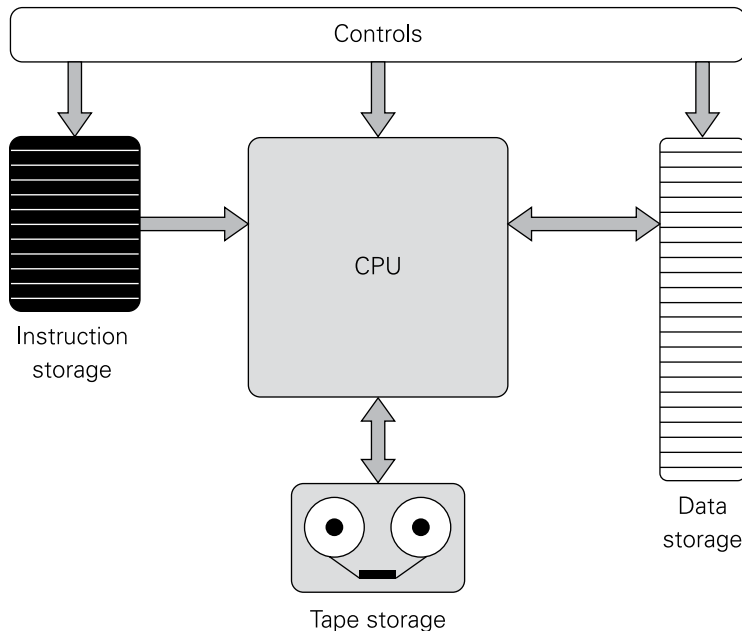 Controls
CPU
Instruction
storage
Data
storage
Tape storage